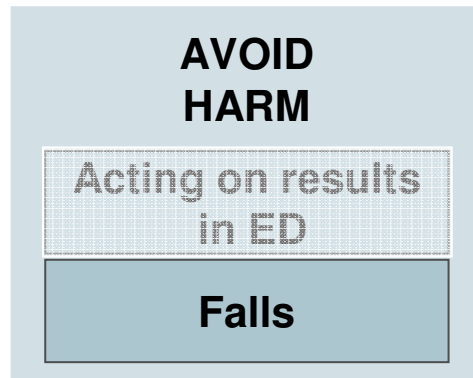 AVOID
HARM
Acting on results
in ED
Falls